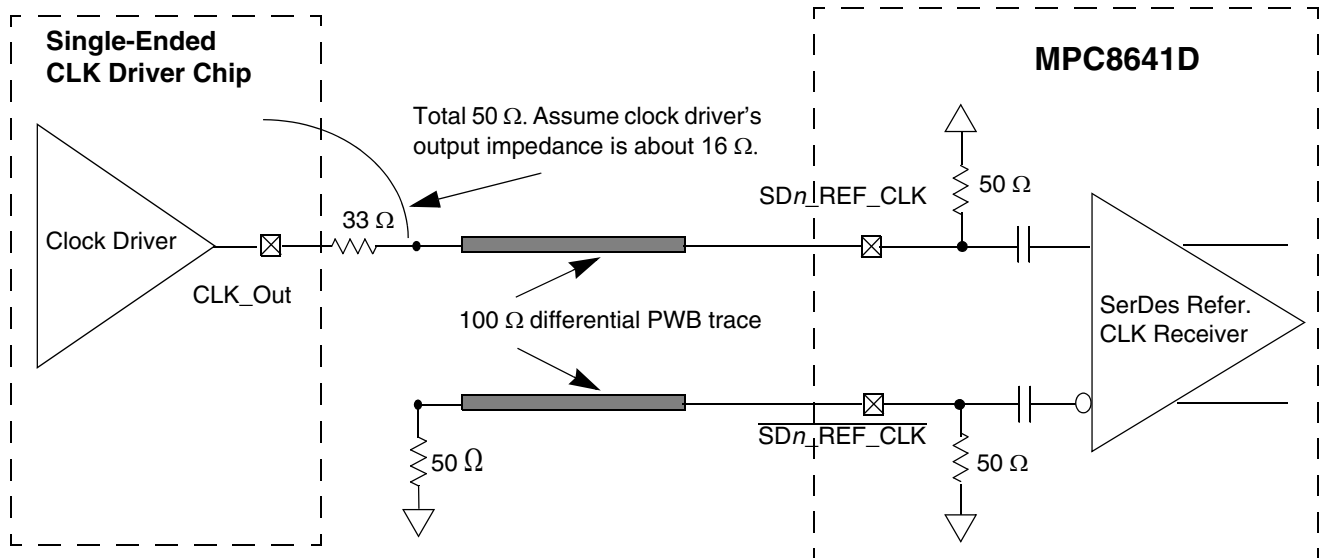 Single-Ended
CLK Driver Chip
MPC8641D
Total 50 Ω. Assume clock driver's
output impedance is about 16 Ω.
SDn_REF_CLK
50 Ω
33 Ω
Clock Driver
CLK_Out
100 Ω differential PWB trace
SerDes Refer.
CLK Receiver
SDn_REF_CLK
50 Ω
50 Ω